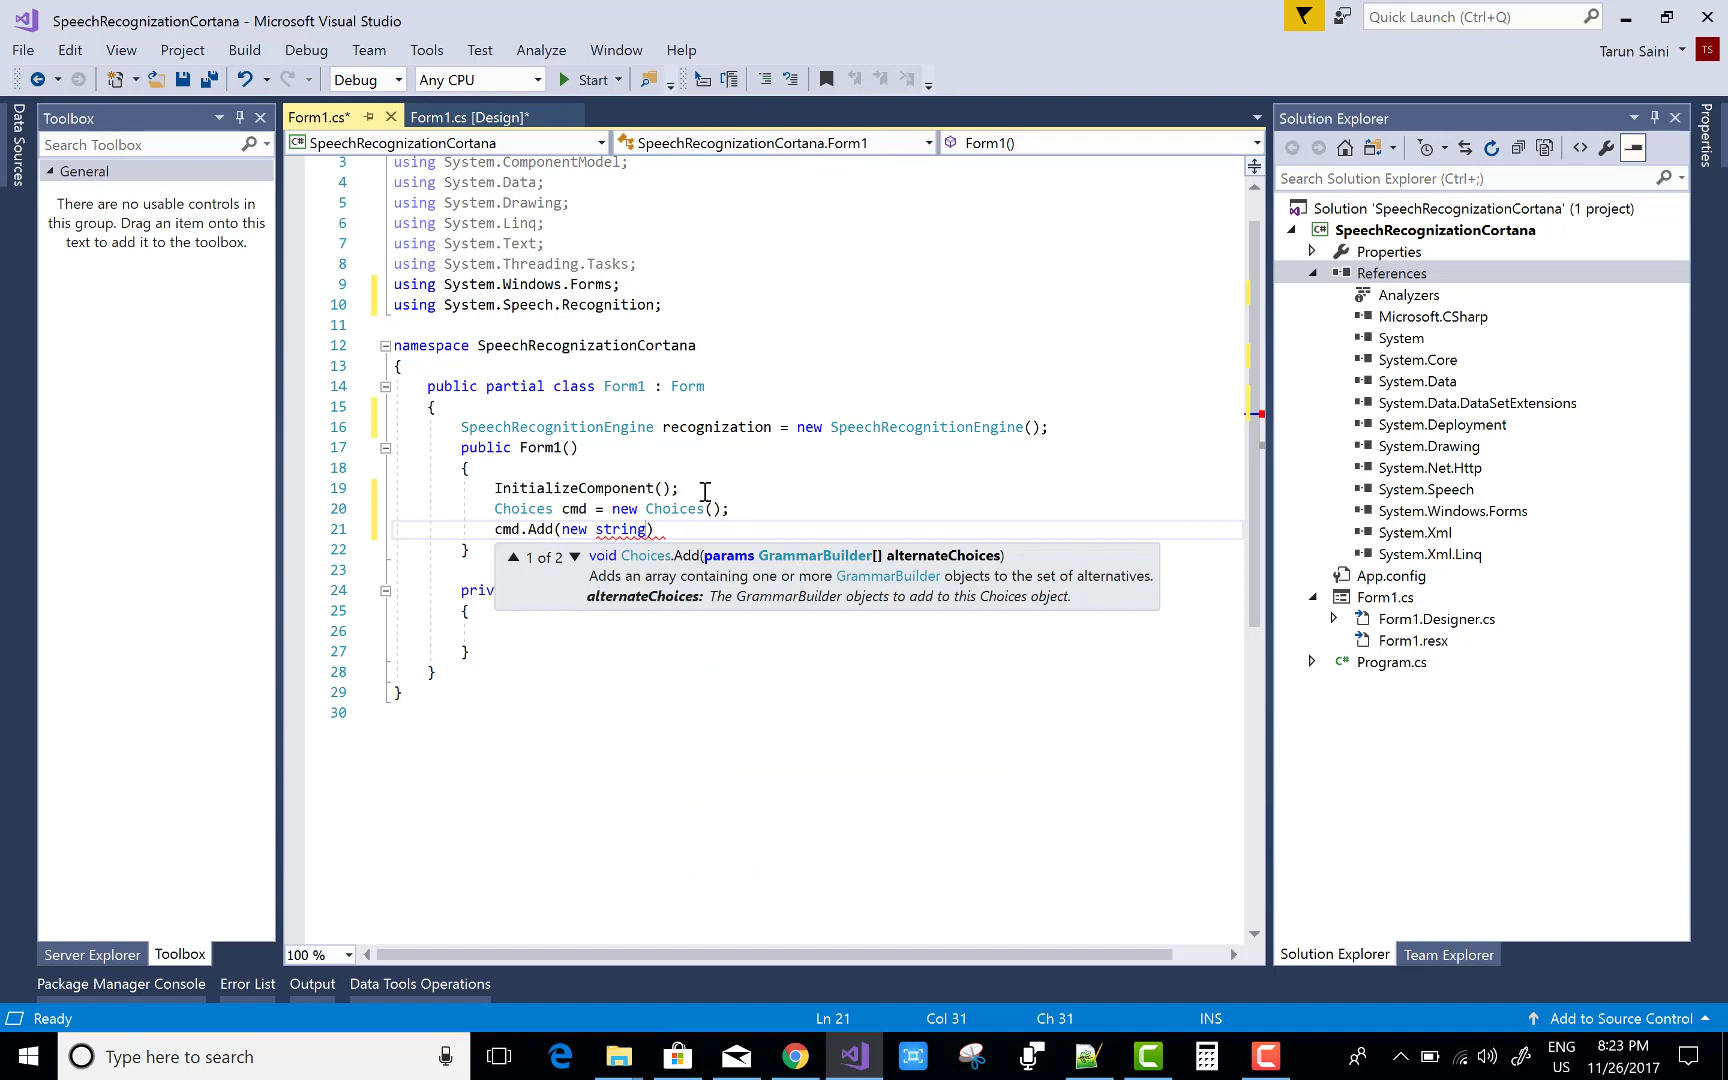 SpeechRecognizationCortana - Microsoft Visual Studio
Quick Launch (Ctrl+Q)
File Edit View Project Build Debug Team Tools Test Analyze Window Help
Tarun Saini
TS
Debug
Any CPU
Start
Data Sources
Toolbox
Search Toolbox
General
There are no usable controls in
this group. Drag an item onto this
text to add it to the toolbox.
Server Explorer
Toolbox
Form1.cs*
Form1.cs [Design]*
SpeechRecognizationCortana
SpeechRecognizationCortana.Form1
Form1()
3 using System.ComponentModel;
4 using System.Data;
5 using System.Drawing;
6 using System.Linq;
7 using System.Text;
8 using System.Threading.Tasks;
9 using System.Windows.Forms;
10 using System.Speech.Recognition;
11
12 namespace SpeechRecognizationCortana
13 {
14 public partial class Form1 : Form
15 {
16 SpeechRecognitionEngine recognization = new SpeechRecognitionEngine();
17 public Form1()
18 {
19 InitializeComponent();
20 Choices cmd = new Choices();
21 cmd.Add(new string)
22 }
1 of 2 void Choices.Add(params GrammarBuilder[] alternateChoices)
Adds an array containing one or more GrammarBuilder objects to the set of alternatives.
alternateChoices: The GrammarBuilder objects to add to this Choices object.
23
24 priv
25 {
26
27 }
28 }
29 }
30
100 %
Solution Explorer
Search Solution Explorer (Ctrl+;)
Solution 'SpeechRecognizationCortana' (1 project)
C# SpeechRecognizationCortana
Properties
References
Analyzers
Microsoft.CSharp
System
System.Core
System.Data
System.Data.DataSetExtensions
System.Deployment
System.Drawing
System.Net.Http
System.Speech
System.Windows.Forms
System.Xml
System.Xml.Linq
App.config
Form1.cs
Form1.Designer.cs
Form1.resx
C# Program.cs
Solution Explorer
Team Explorer
Properties
Package Manager Console Error List Output Data Tools Operations
Ready
Ln 21
Col 31
Ch 31
INS
Add to Source Control
Type here to search
ENG
US
8:23 PM
11/26/2017